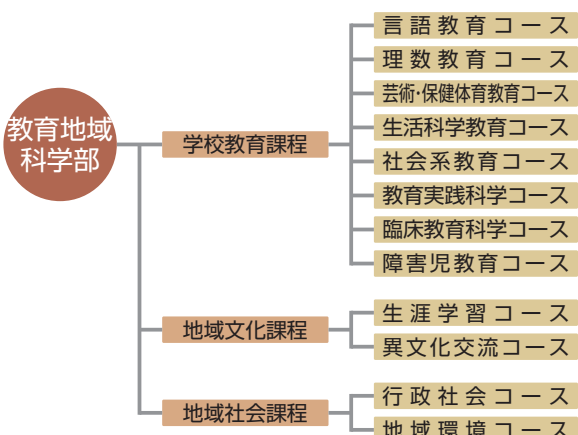 教育地域
科学部
学校教育課程
言語教育コース
理数教育コース
芸術・保健体育教育コース
生活科学教育コース
社会系教育コース
教育実践科学コース
臨床教育科学コース
障害児教育コース
地域文化課程
生涯学習コース
異文化交流コース
地域社会課程
行政社会コース
地域環境コース